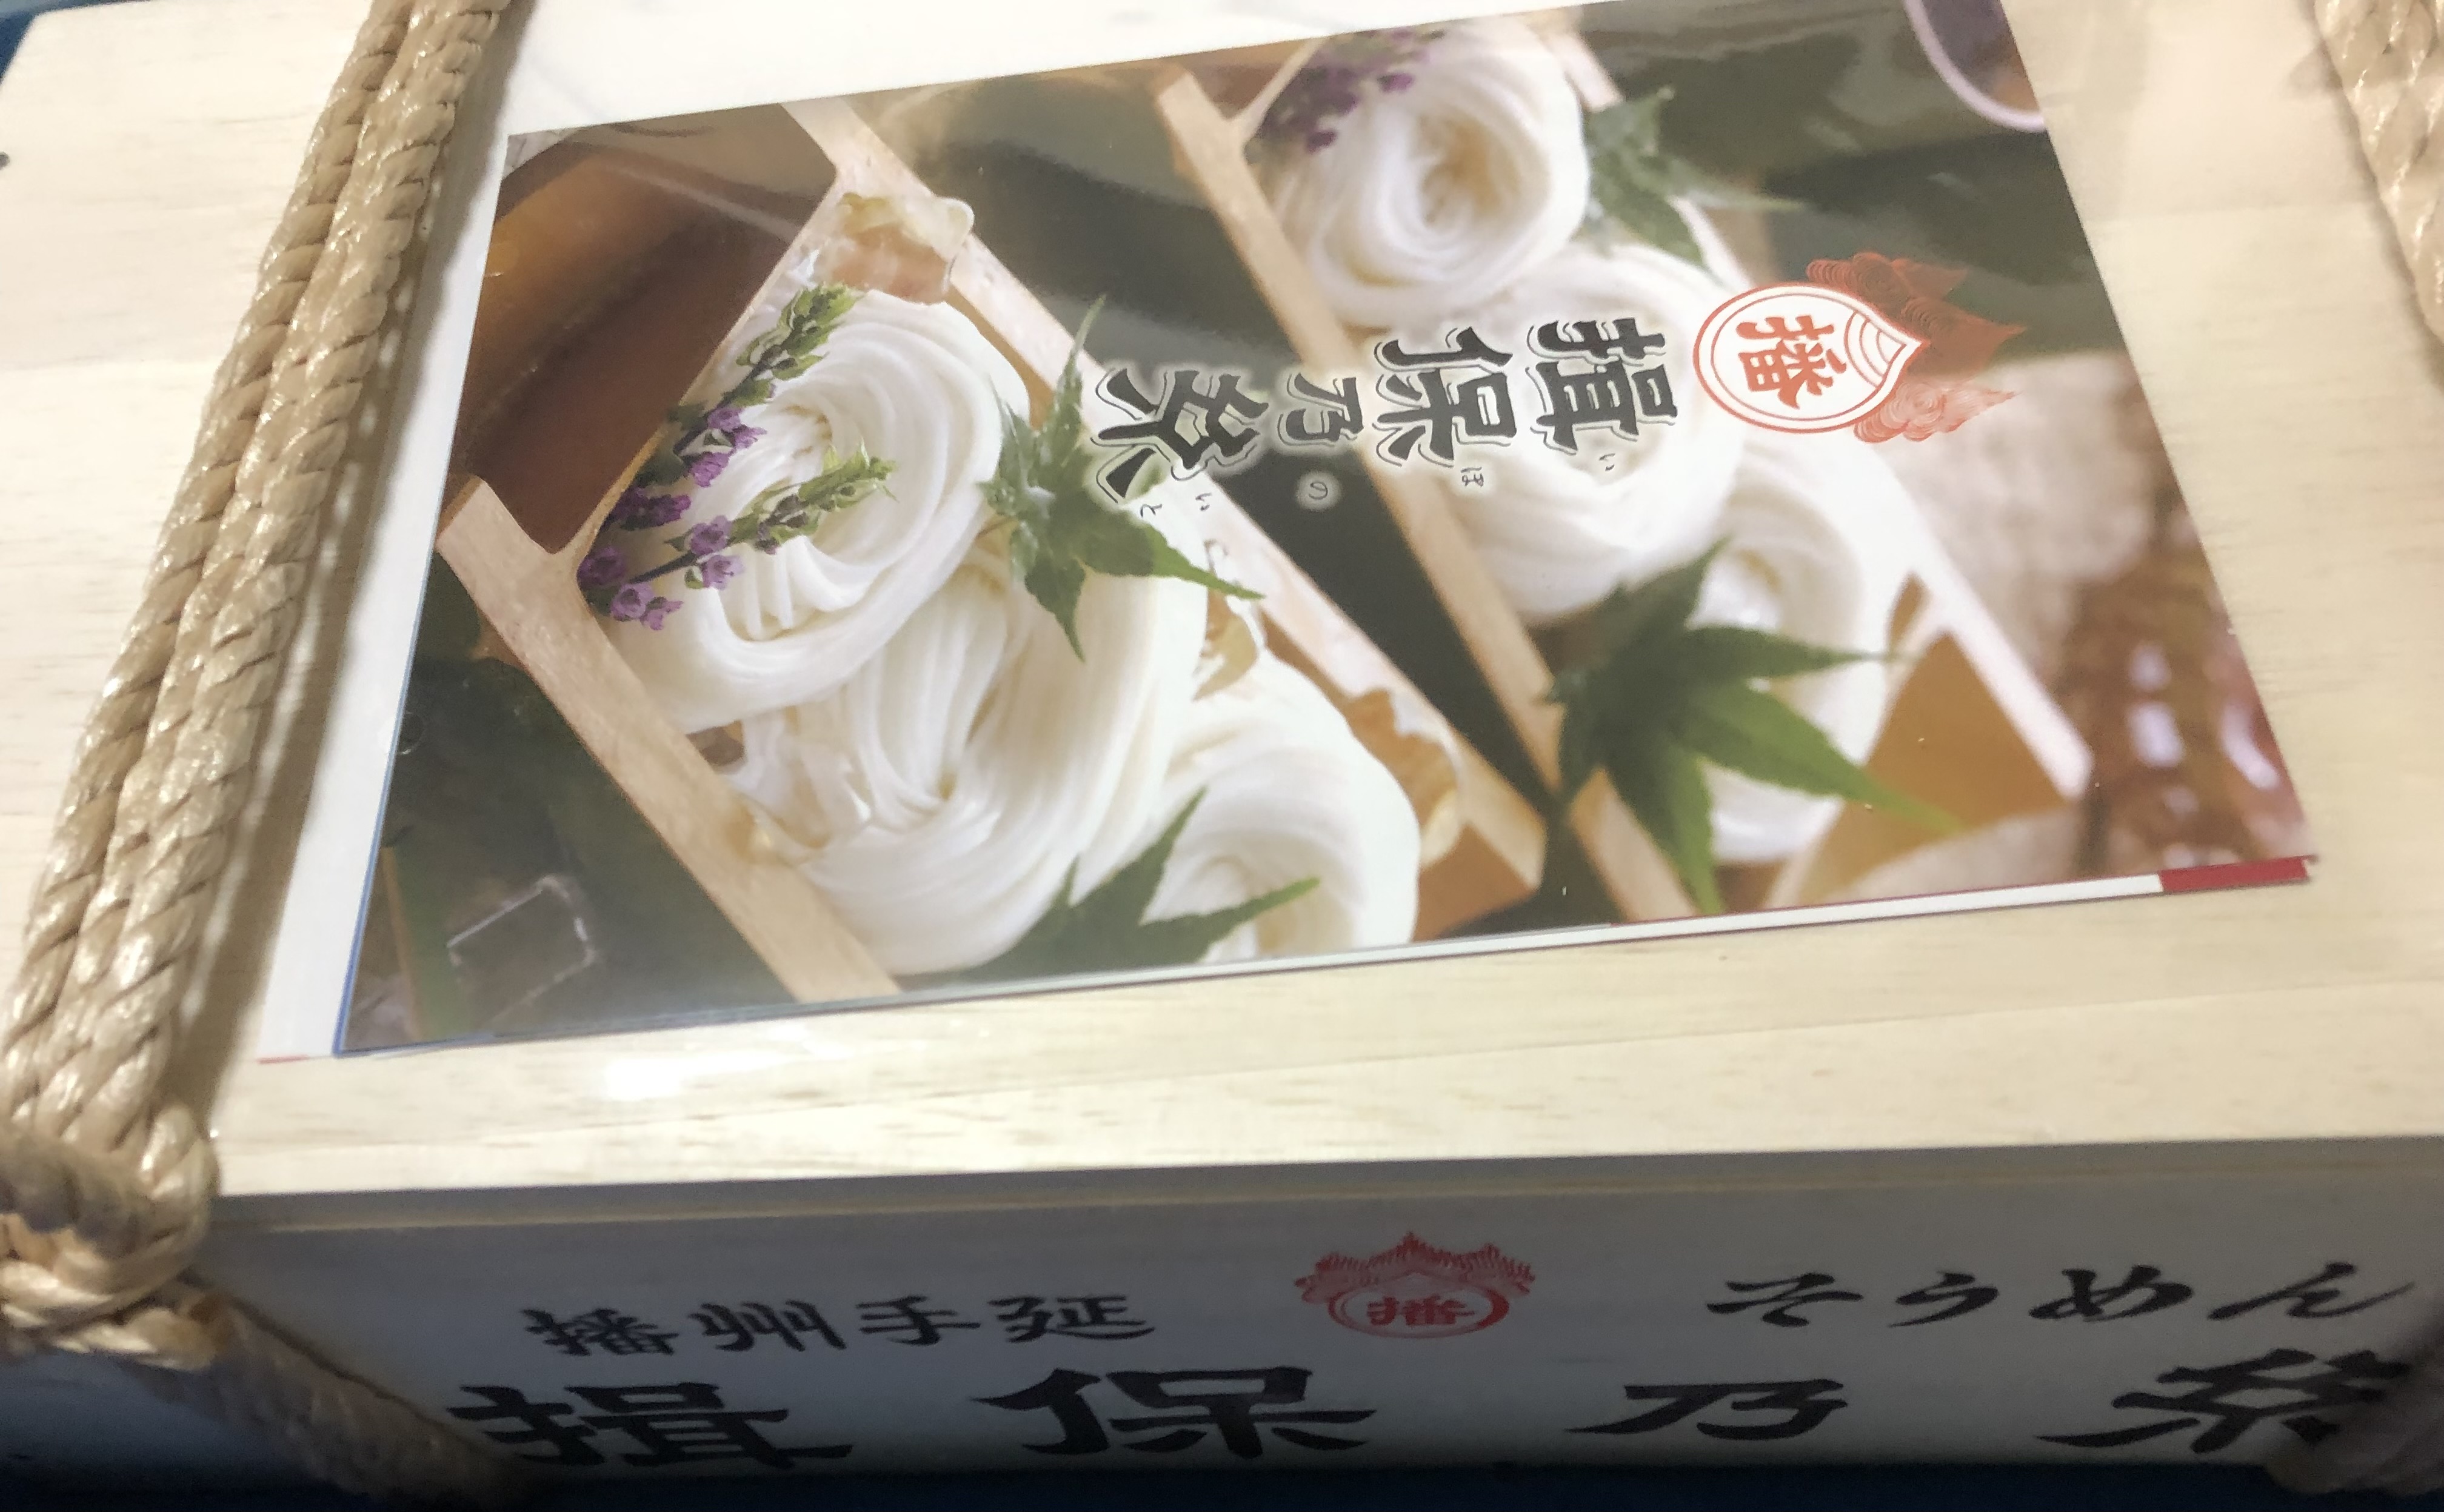 播
揖保乃糸
いぼのいと
播州手延
播
そうめん
揖保乃糸